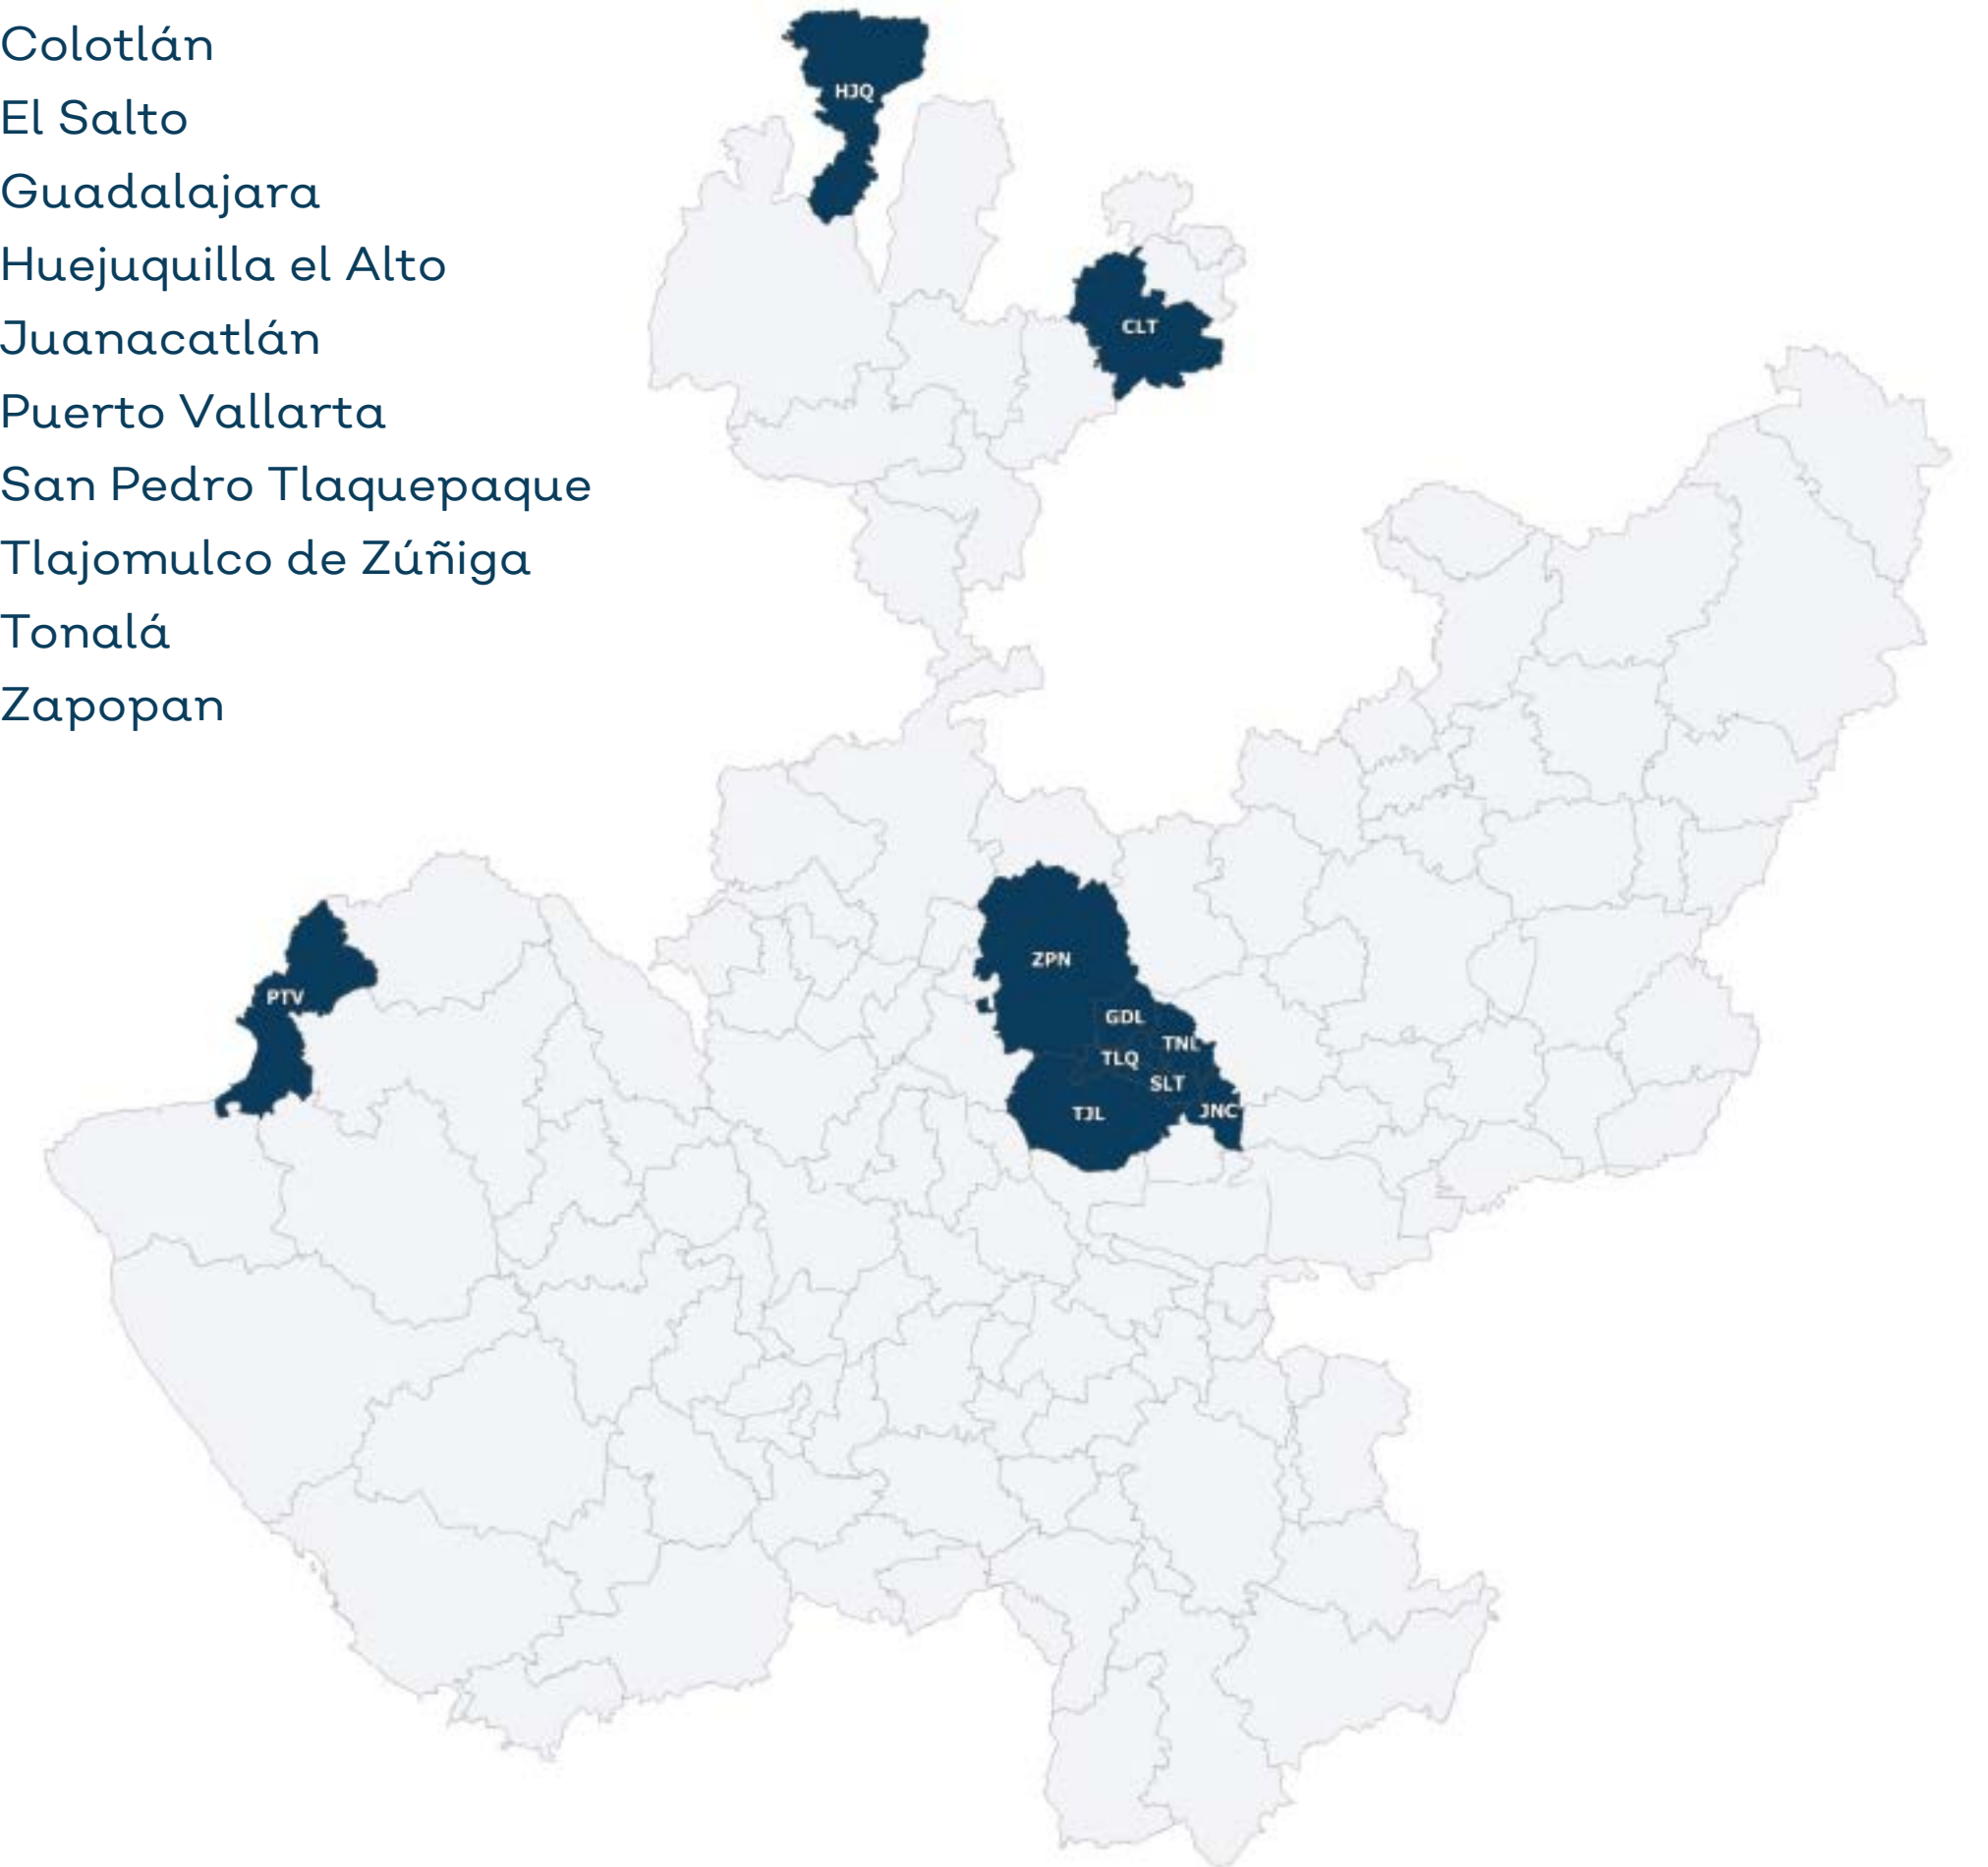 Colotlán
El Salto
Guadalajara
Huejuquilla el Alto
Juanacatlán
Puerto Vallarta
San Pedro Tlaquepaque
Tlajomulco de Zúñiga
Tonalá
Zapopan
HJQ
CLT
ZPN
PTV
GDL
TNL
TLQ
SLT
TJL
JNC